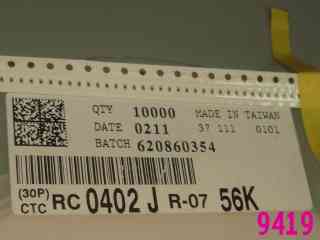 QTY 10000 MADE IN TAIWAN
DATE 0211 37 111 0101
BATCH 620860354
(30P) CTC RC 0402 J R-07 56K
9419